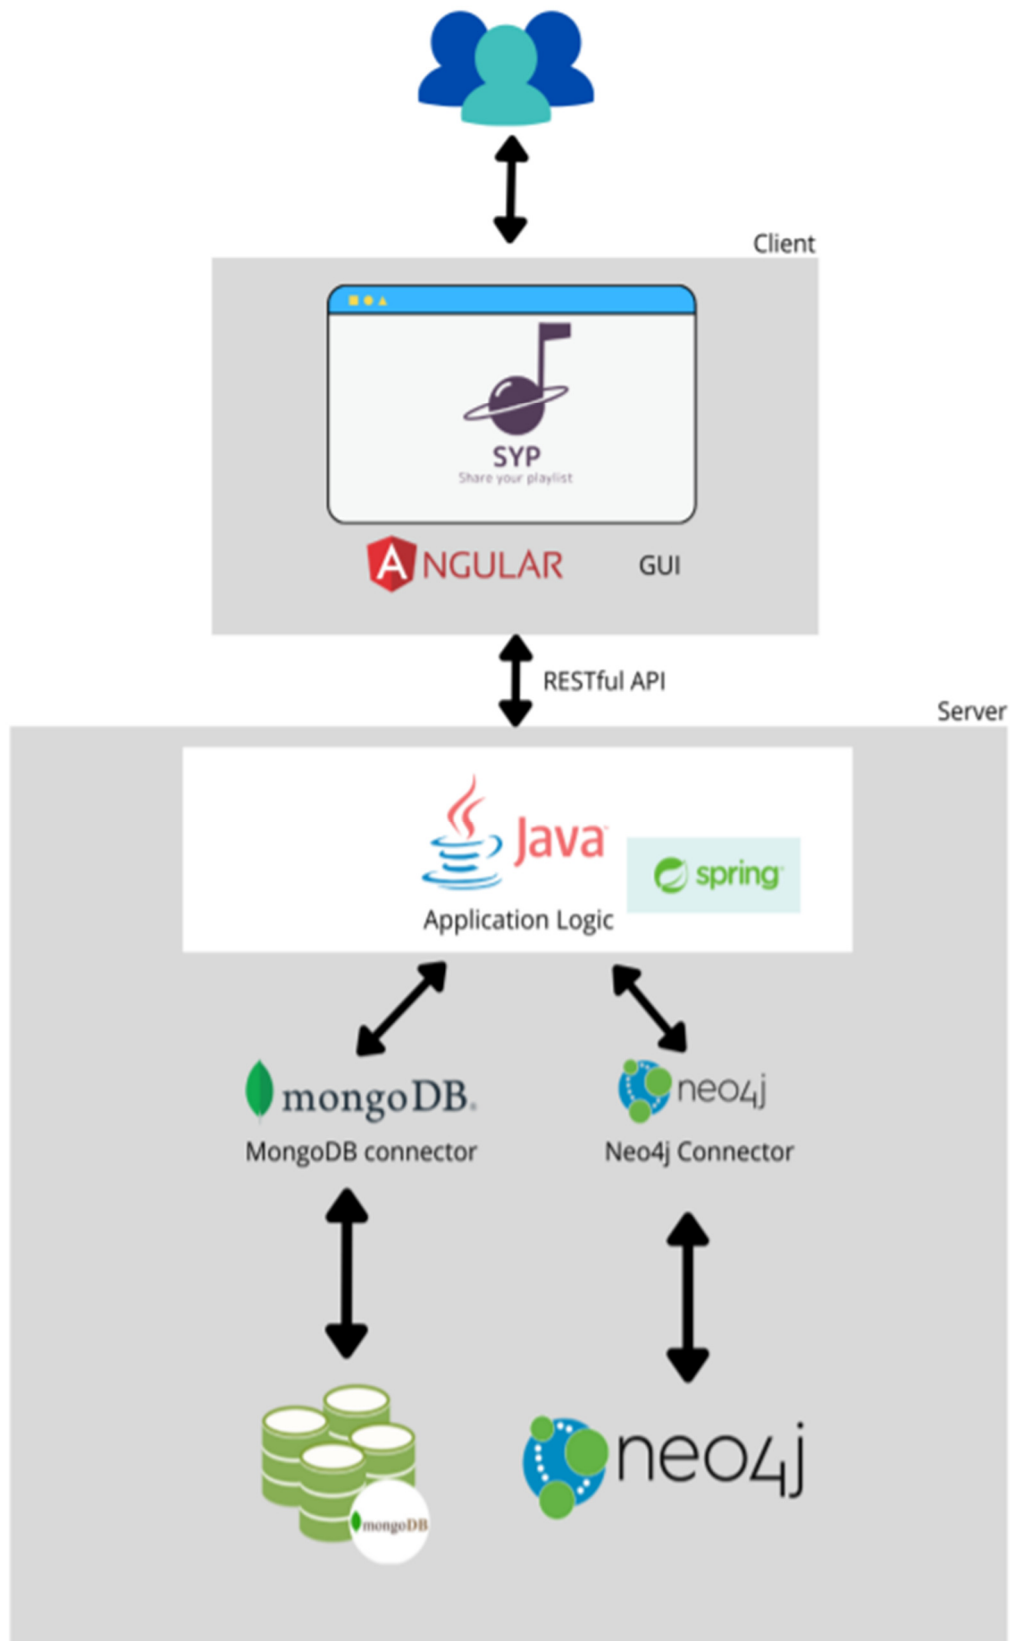 Client
SYP
Share your playlist
ANGULAR
GUI
RESTful API
Server
Java
spring
Application Logic
mongoDB.
neo4j
MongoDB connector
Neo4j Connector
neo4j
mongoDB